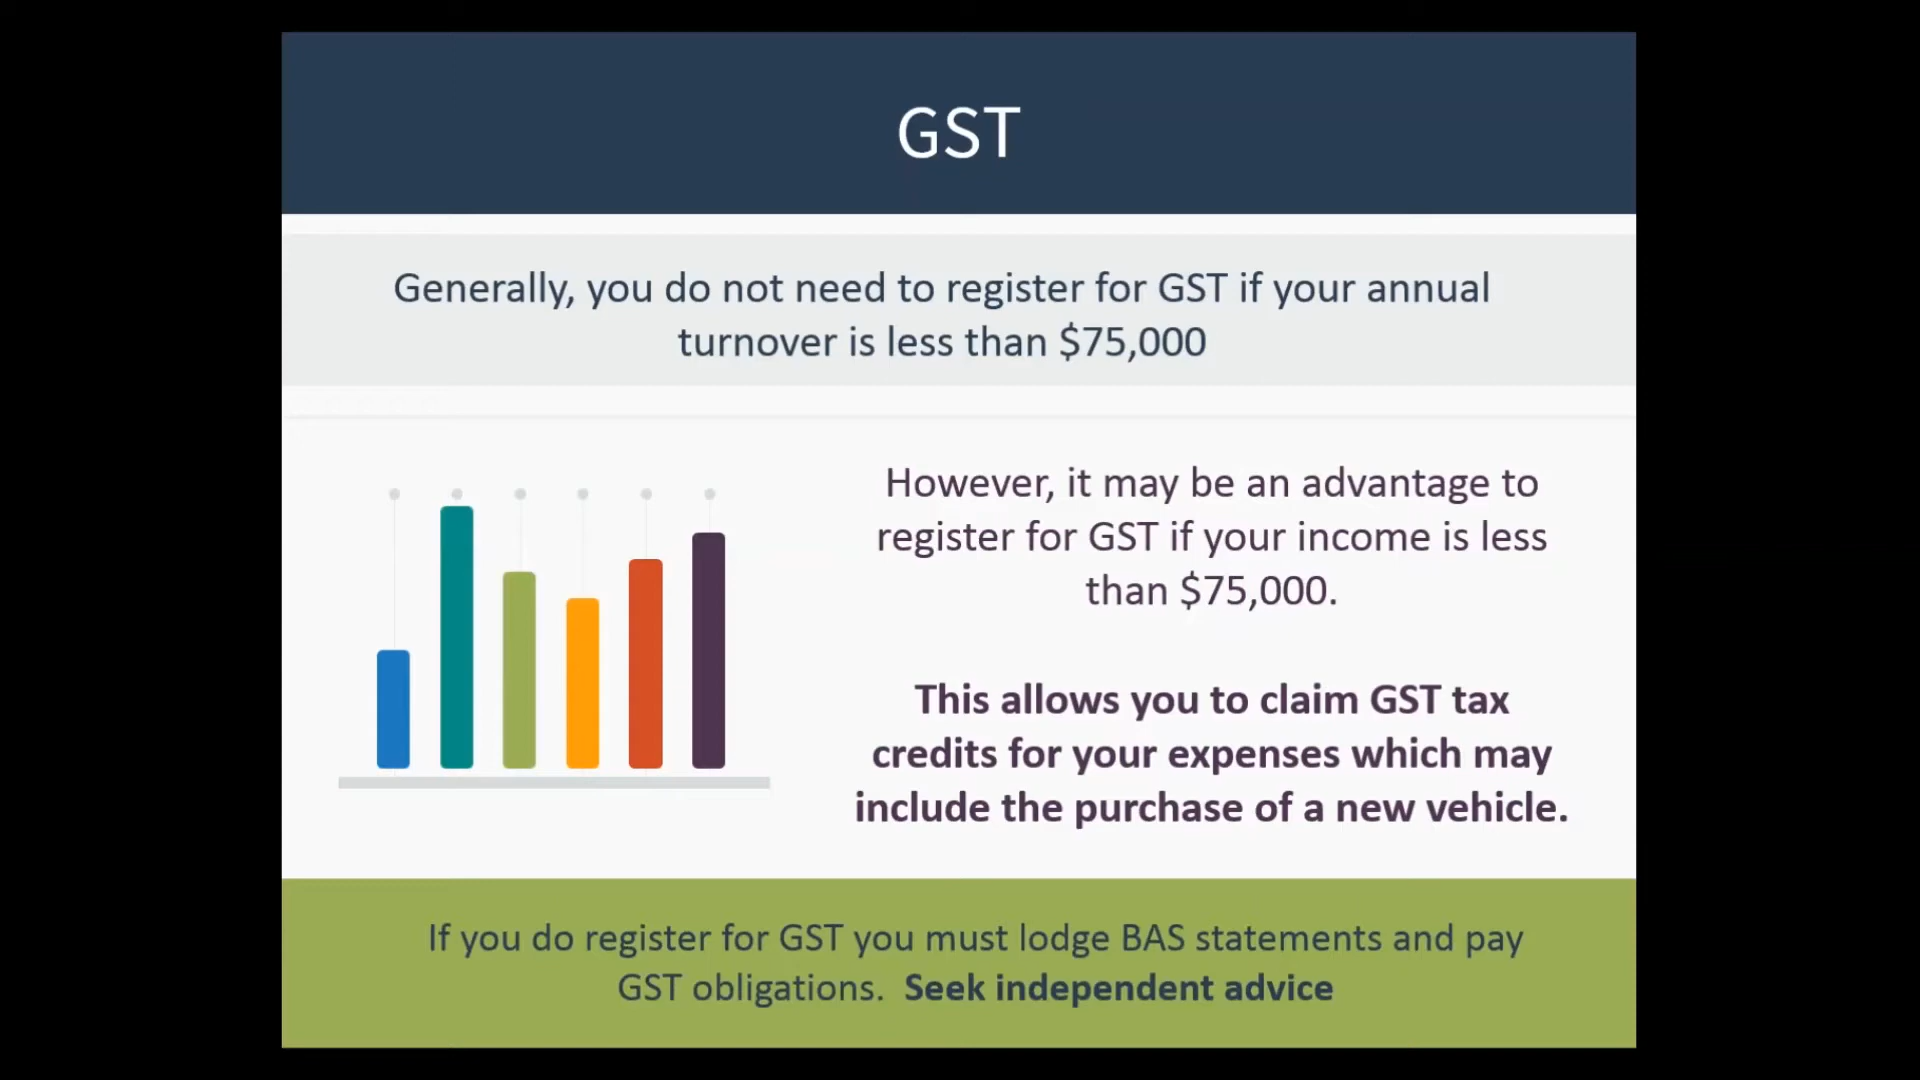 GST
Generally, you do not need to register for GST if your annual
turnover is less than $75,000
However, it may be an advantage to
register for GST if your income is less
than $75,000.
This allows you to claim GST tax
credits for your expenses which may
include the purchase of a new vehicle.
If you do register for GST you must lodge BAS statements and pay
GST obligations.  Seek independent advice